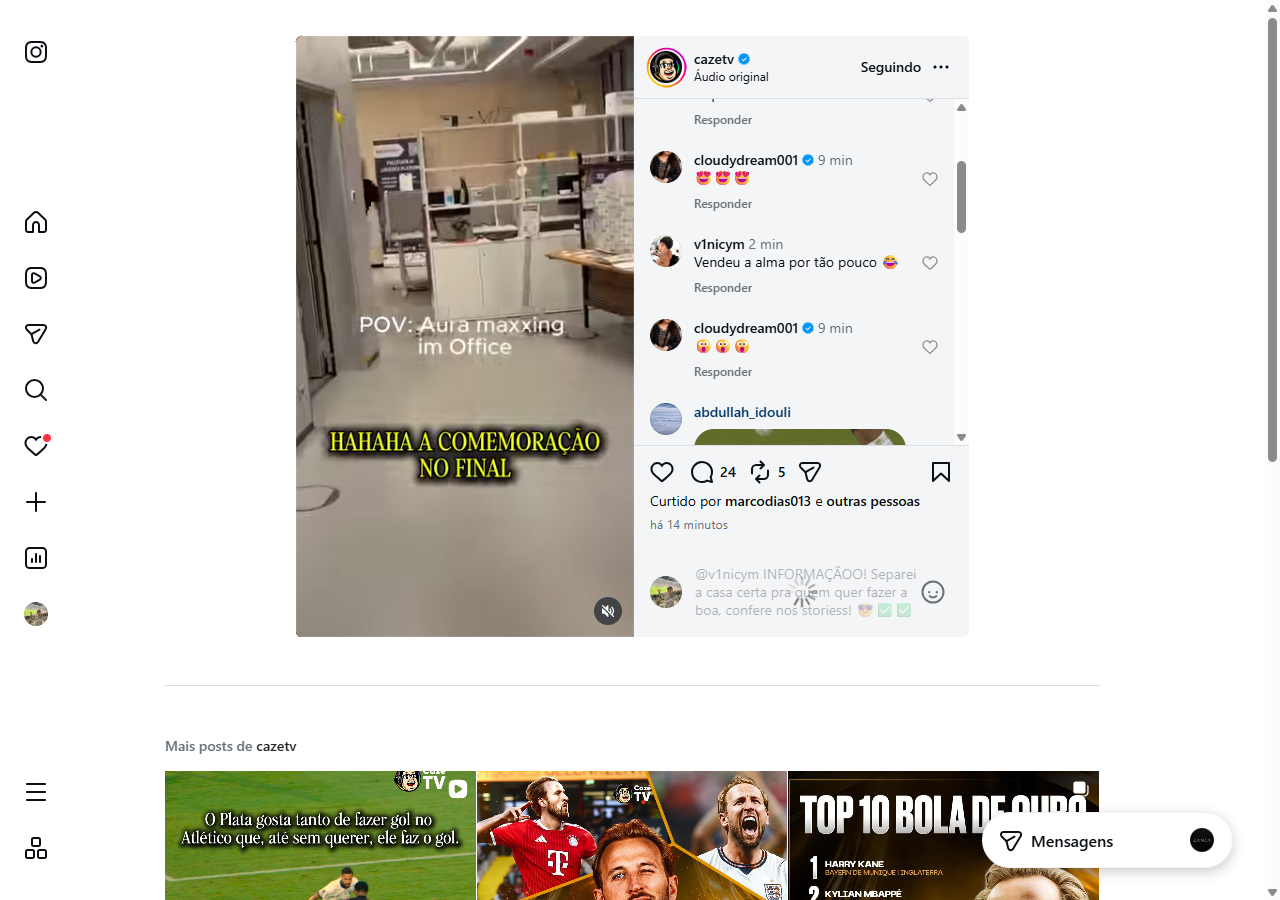 cazetv
Áudio original
Seguindo
Responder
cloudydream001 9 min
😍😍😍
Responder
v1nicym 2 min
Vendeu a alma por tão pouco 😂
Responder
cloudydream001 9 min
😲😲😲
Responder
abdullah_idouli
POV: Aura maxxing
im Office
HAHAHA A COMEMORAÇÃO
NO FINAL
24
5
Curtido por marcodias013 e outras pessoas
há 14 minutos
@v1nicym INFORMAÇÃOO! Separei
a casa certa pra quem quer fazer a
boa, confere nos storiess! 😎 ✅ ✅
Mais posts de cazetv
TV
O Plata gosta tanto de fazer gol no
Atlético que, até sem querer, ele faz o gol.
Caze
TV
T
TOP 10 BOLA DE OURO
1 HARRY KANE
BAYERN DE MUNIQUE | INGLATERRA
2 KYLIAN MBAPPÉ
Mensagens